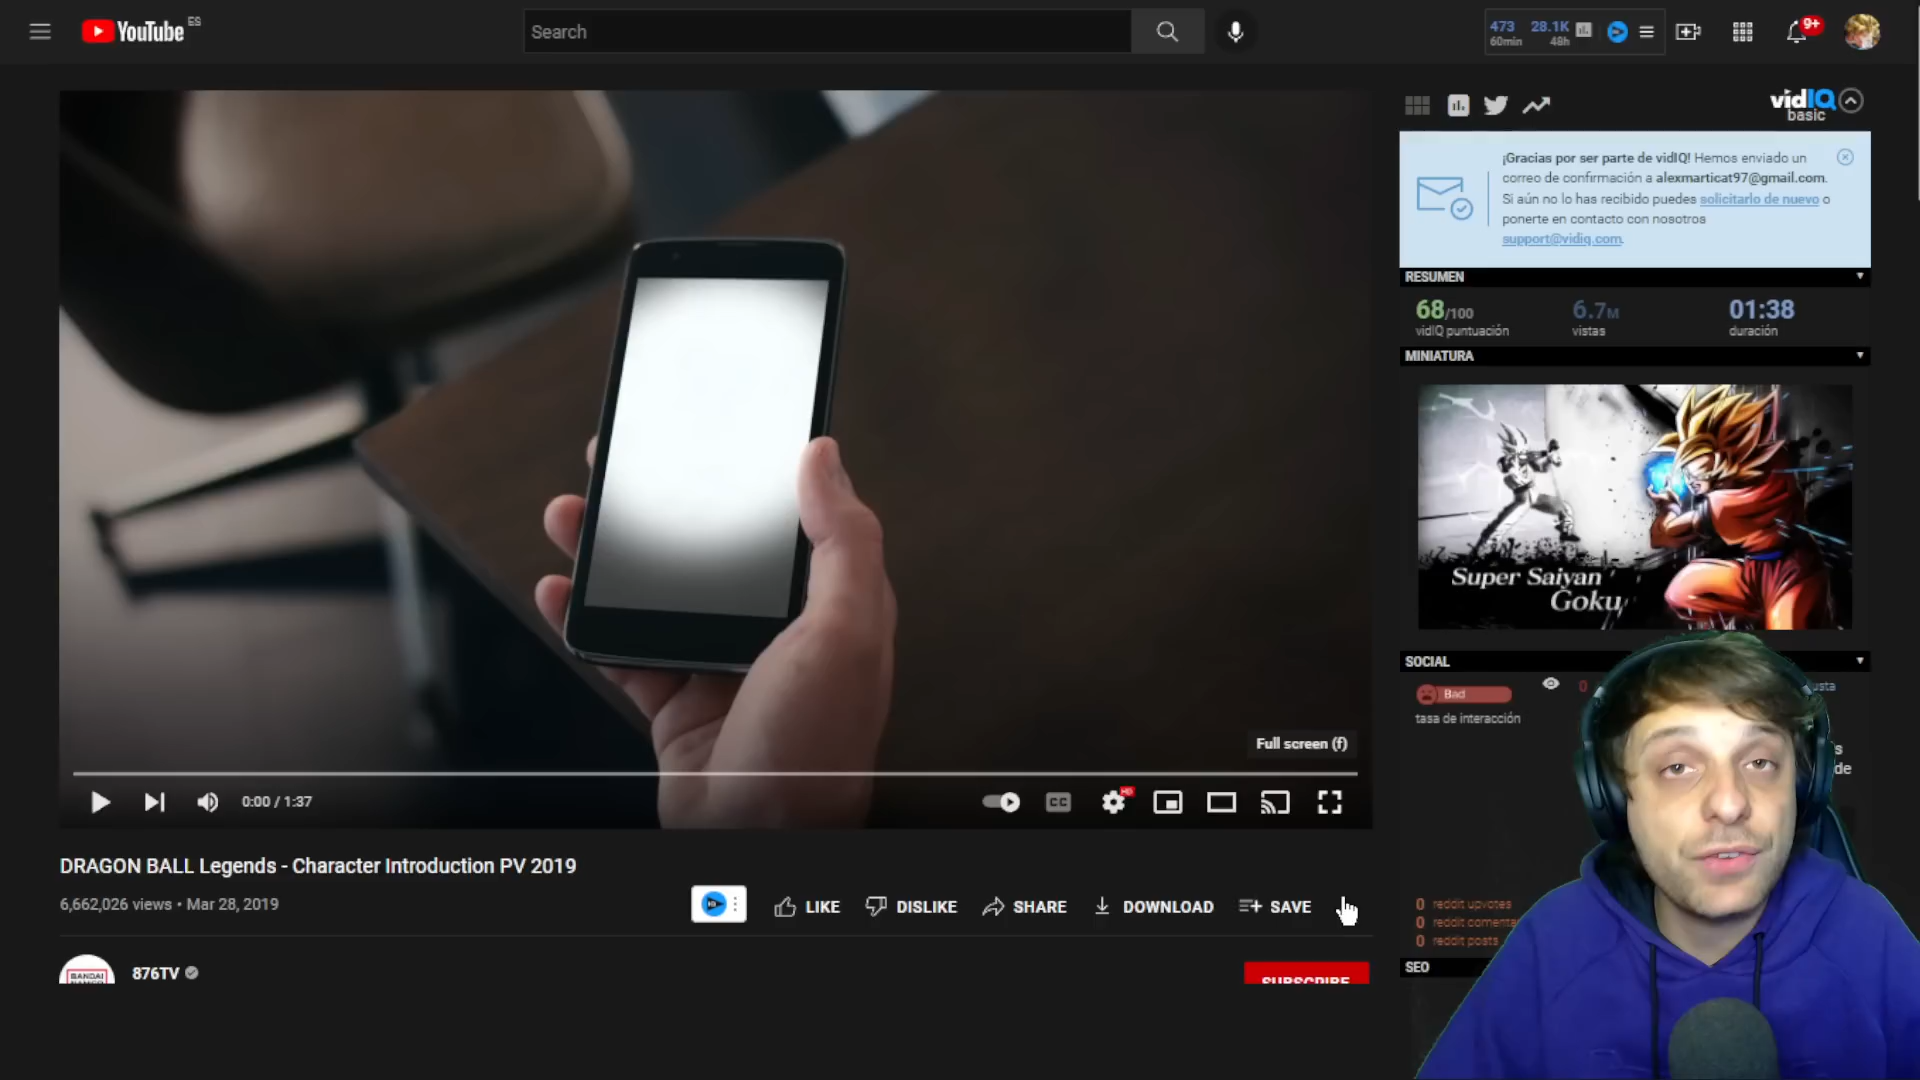 YouTube ES
Search
473 28.1K
60min 48h
9+
vidIQ
basic
¡Gracias por ser parte de vidIQ! Hemos enviado un
correo de confirmación a alexmarticat97@gmail.com.
Si aún no lo has recibido puedes solicitarlo de nuevo o
ponerte en contacto con nosotros
support@vidiq.com.
RESUMEN
68/100 6.7M 01:38
vidIQ puntuación vistas duración
MINIATURA
Super Saiyan
Goku
SOCIAL
Bad 0
tasa de interacción
Full screen (f)
0:00 / 1:37
CC
HD
DRAGON BALL Legends - Character Introduction PV 2019
6,662,026 views • Mar 28, 2019
LIKE DISLIKE SHARE DOWNLOAD SAVE
0 reddit upvotes
0 reddit
0 reddit posts
SEO
BANDAI
876TV
SUBSCRIBE